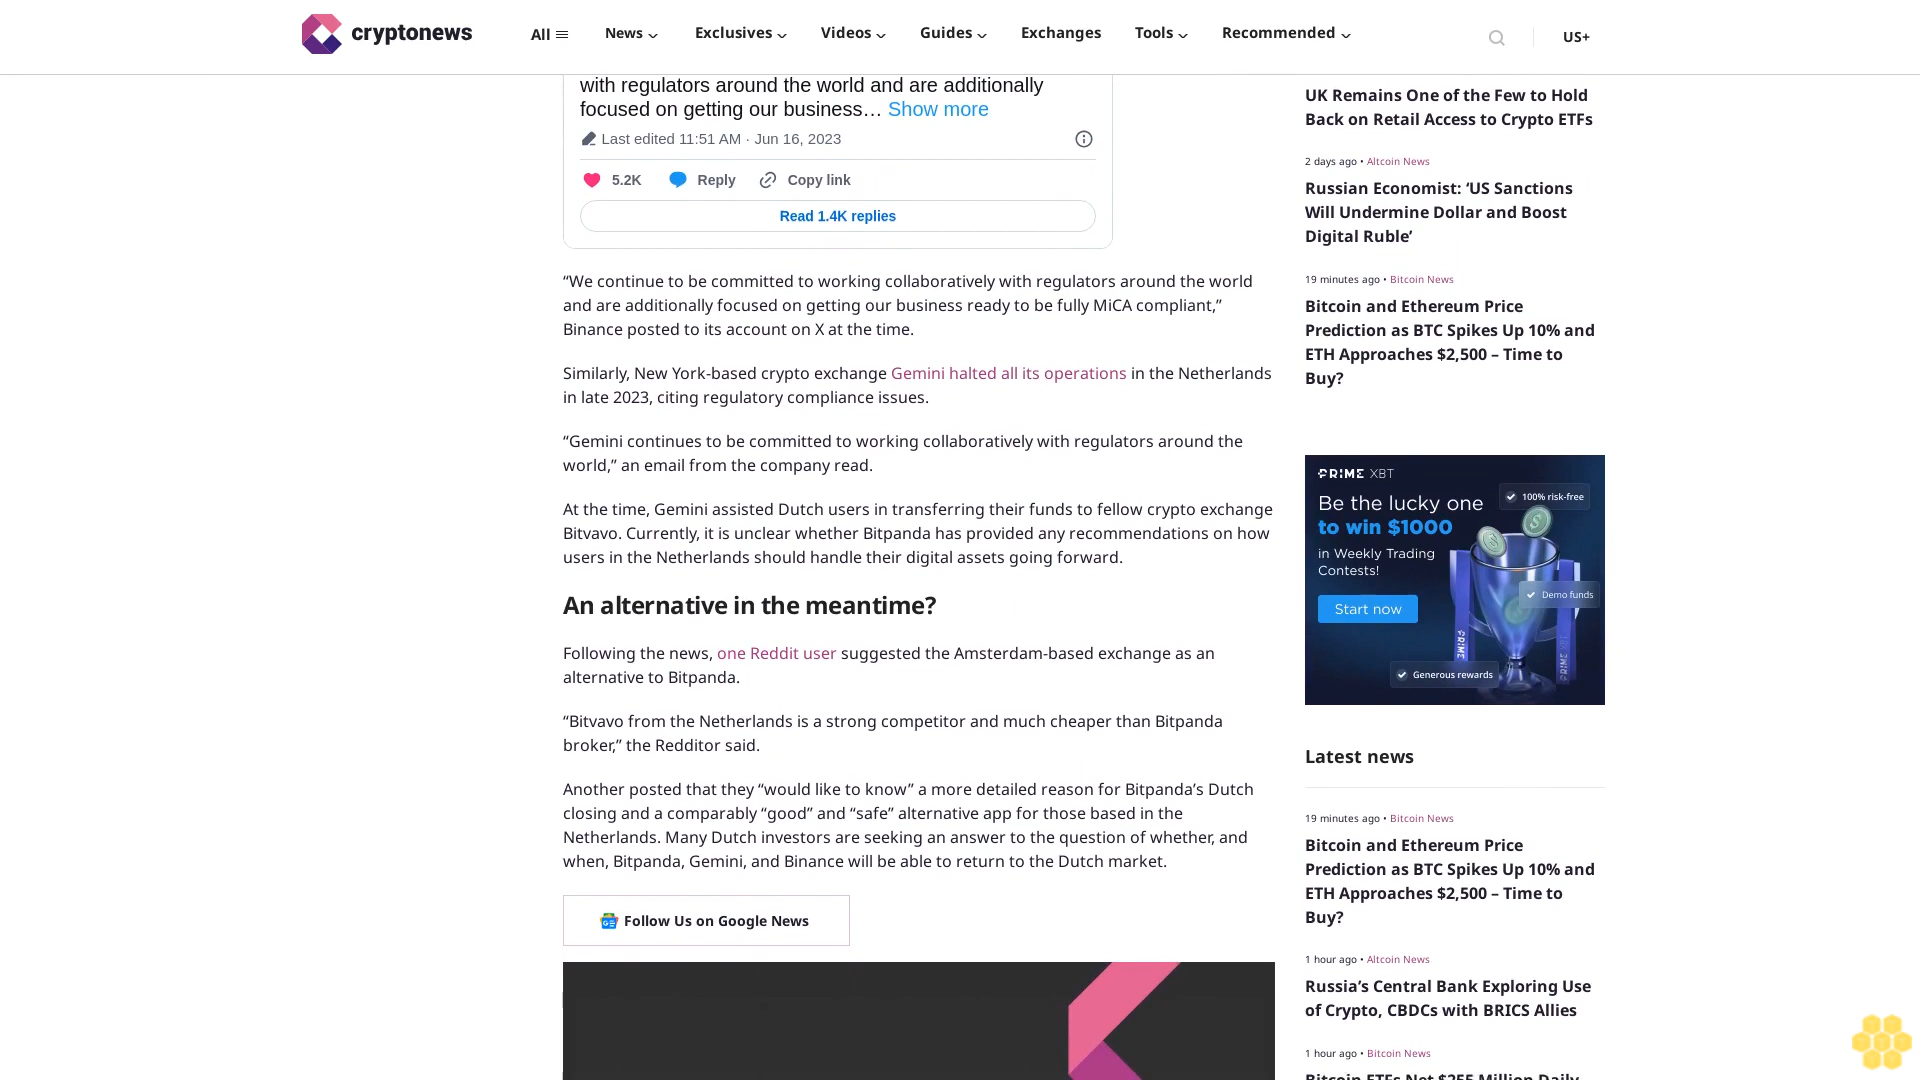 cryptonews
All
News
Exclusives
Videos
Guides
Exchanges
Tools
Recommended
US+
with regulators around the world and are additionally
focused on getting our business… Show more
Last edited 11:51 AM · Jun 16, 2023
5.2K
Reply
Copy link
Read 1.4K replies
“We continue to be committed to working collaboratively with regulators around the world
and are additionally focused on getting our business ready to be fully MiCA compliant,”
Binance posted to its account on X at the time.
Similarly, New York-based crypto exchange Gemini halted all its operations in the Netherlands
in late 2023, citing regulatory compliance issues.
“Gemini continues to be committed to working collaboratively with regulators around the
world,” an email from the company read.
At the time, Gemini assisted Dutch users in transferring their funds to fellow crypto exchange
Bitvavo. Currently, it is unclear whether Bitpanda has provided any recommendations on how
users in the Netherlands should handle their digital assets going forward.
An alternative in the meantime?
Following the news, one Reddit user suggested the Amsterdam-based exchange as an
alternative to Bitpanda.
“Bitvavo from the Netherlands is a strong competitor and much cheaper than Bitpanda
broker,” the Redditor said.
Another posted that they “would like to know” a more detailed reason for Bitpanda’s Dutch
closing and a comparably “good” and “safe” alternative app for those based in the
Netherlands. Many Dutch investors are seeking an answer to the question of whether, and
when, Bitpanda, Gemini, and Binance will be able to return to the Dutch market.
Follow Us on Google News
UK Remains One of the Few to Hold
Back on Retail Access to Crypto ETFs
2 days ago • Altcoin News
Russian Economist: ‘US Sanctions
Will Undermine Dollar and Boost
Digital Ruble’
19 minutes ago • Bitcoin News
Bitcoin and Ethereum Price
Prediction as BTC Spikes Up 10% and
ETH Approaches $2,500 – Time to
Buy?
PRIME XBT
Be the lucky one
100% risk-free
to win $1000
in Weekly Trading
Contests!
Demo funds
Start now
PRIME
PRIME XBT
Generous rewards
Latest news
19 minutes ago • Bitcoin News
Bitcoin and Ethereum Price
Prediction as BTC Spikes Up 10% and
ETH Approaches $2,500 – Time to
Buy?
1 hour ago • Altcoin News
Russia’s Central Bank Exploring Use
of Crypto, CBDCs with BRICS Allies
1 hour ago • Bitcoin News
Bitcoin ETFs Net $255 Million Daily